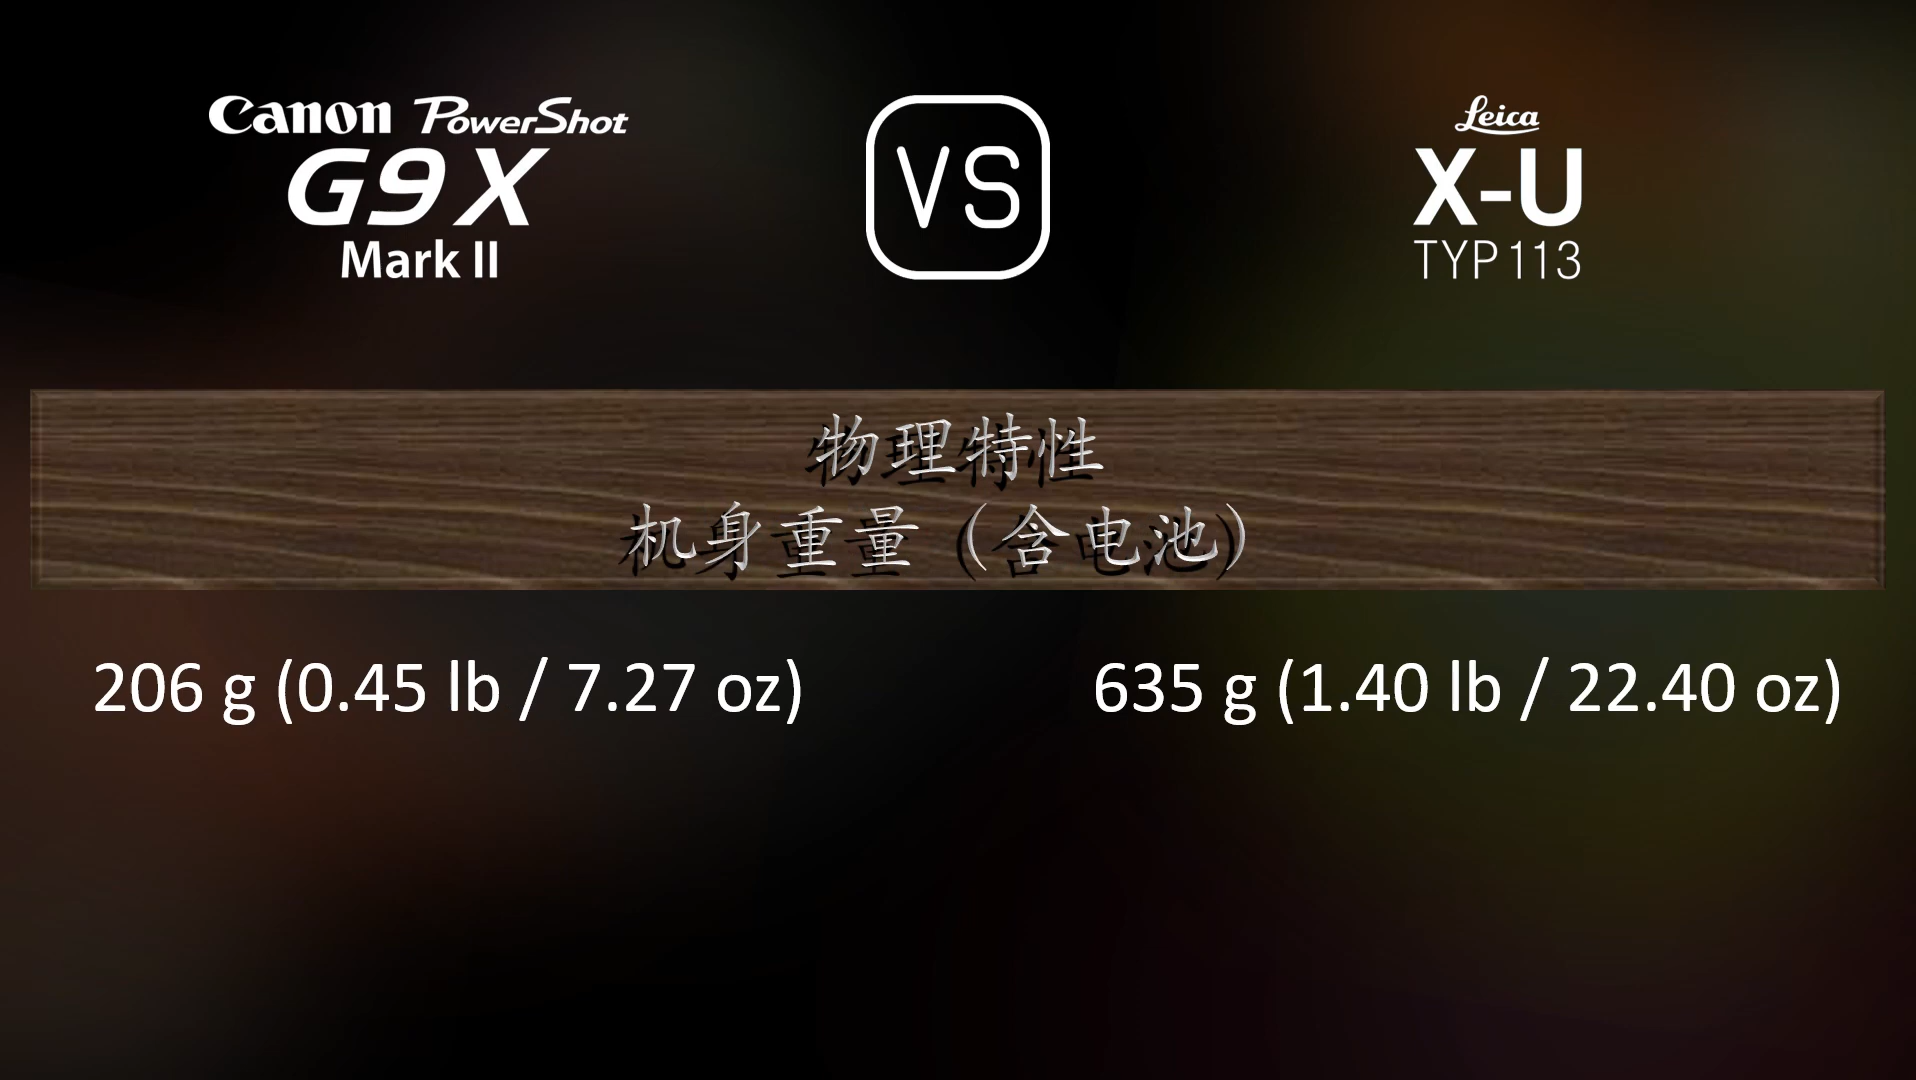 Canon PowerShot
G9 X
Mark II
VS
Leica
X-U
TYP 113
物理特性
机身重量（含电池）
206 g (0.45 lb / 7.27 oz)
635 g (1.40 lb / 22.40 oz)